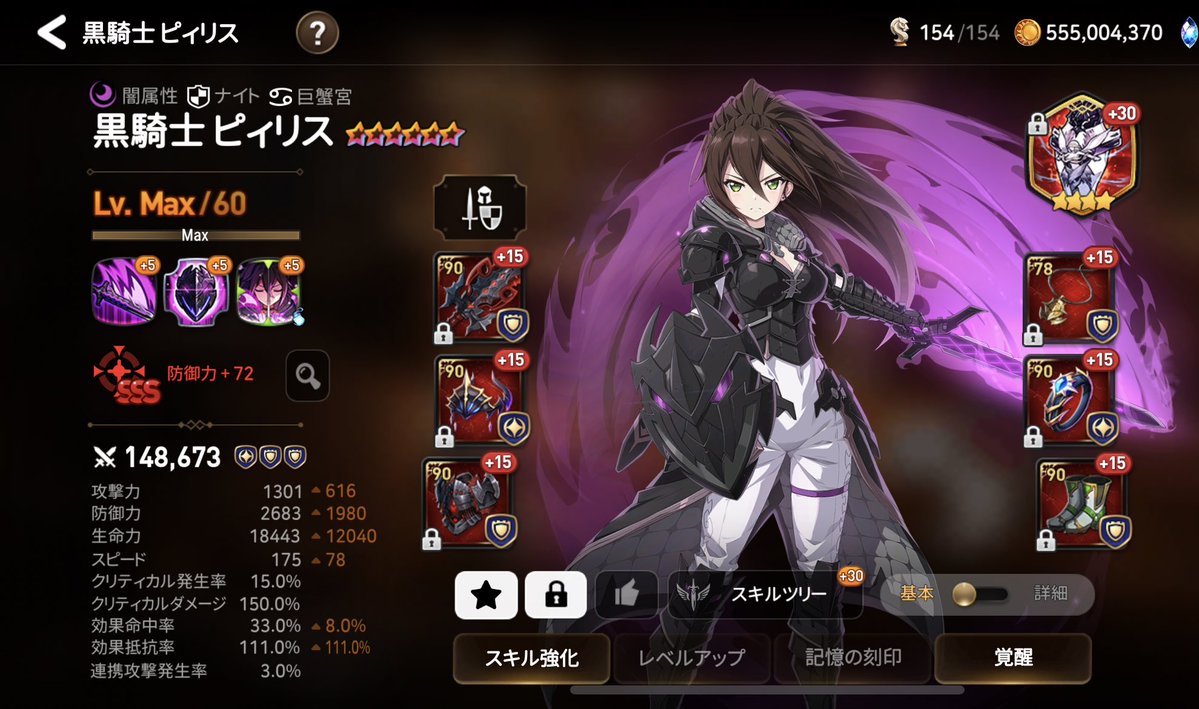 黒騎士 ピィリス
?
154/154
555,004,370
闇属性 ナイト 巨蟹宮
黒騎士 ピィリス
Lv. Max/60
Max
+5
+5
+5
SSS 防御力 + 72
148,673
攻撃力 1301 616
防御力 2683 1980
生命力 18443 12040
スピード 175 78
クリティカル発生率 15.0%
クリティカルダメージ 150.0%
効果命中率 33.0% 8.0%
効果抵抗率 111.0% 111.0%
連携攻撃発生率 3.0%
90 +15
90 +15
90 +15
+30
78 +15
90 +15
90 +15
スキルツリー +30
基本 詳細
スキル強化
レベルアップ
記憶の刻印
覚醒